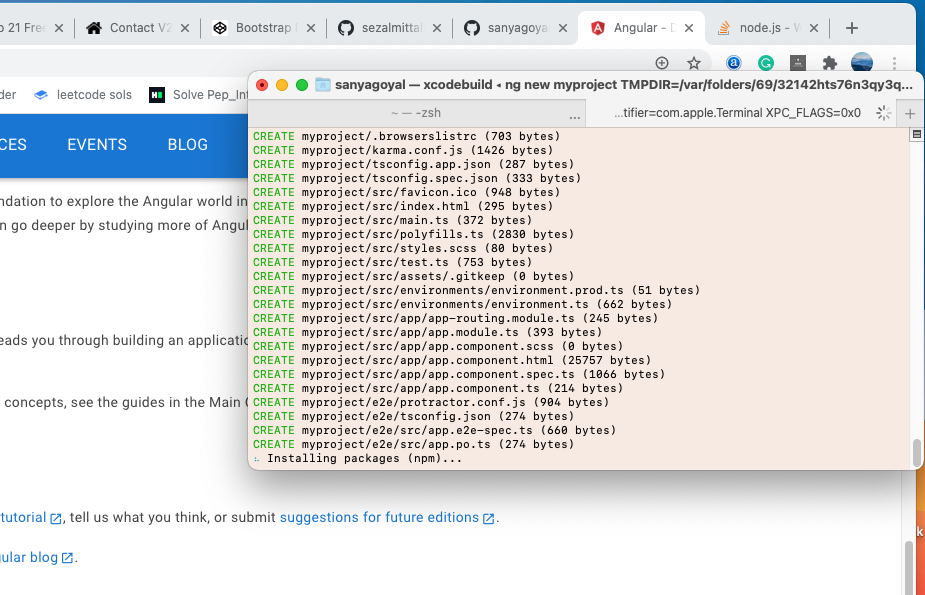 p 21 Free
Contact V2
Bootstrap
sezalmittal
sanyagoyal
Angular - D
node.js - W
der
leetcode sols
Solve Pep_Int
sanyagoyal — xcodebuild ◂ ng new myproject TMPDIR=/var/folders/69/32142hts76n3qy3q...
~ — -zsh
...
...tifier=com.apple.Terminal XPC_FLAGS=0x0
CES
EVENTS
BLOG
CREATE myproject/.browserslistrc (703 bytes)
CREATE myproject/karma.conf.js (1426 bytes)
CREATE myproject/tsconfig.app.json (287 bytes)
CREATE myproject/tsconfig.spec.json (333 bytes)
CREATE myproject/src/favicon.ico (948 bytes)
CREATE myproject/src/index.html (295 bytes)
CREATE myproject/src/main.ts (372 bytes)
CREATE myproject/src/polyfills.ts (2830 bytes)
CREATE myproject/src/styles.scss (80 bytes)
CREATE myproject/src/test.ts (753 bytes)
CREATE myproject/src/assets/.gitkeep (0 bytes)
CREATE myproject/src/environments/environment.prod.ts (51 bytes)
CREATE myproject/src/environments/environment.ts (662 bytes)
CREATE myproject/src/app/app-routing.module.ts (245 bytes)
CREATE myproject/src/app/app.module.ts (393 bytes)
CREATE myproject/src/app/app.component.scss (0 bytes)
CREATE myproject/src/app/app.component.html (25757 bytes)
CREATE myproject/src/app/app.component.spec.ts (1066 bytes)
CREATE myproject/src/app/app.component.ts (214 bytes)
CREATE myproject/e2e/protractor.conf.js (904 bytes)
CREATE myproject/e2e/tsconfig.json (274 bytes)
CREATE myproject/e2e/src/app.e2e-spec.ts (660 bytes)
CREATE myproject/e2e/src/app.po.ts (274 bytes)
Installing packages (npm)...
ndation to explore the Angular world in
n go deeper by studying more of Angul
eads you through building an applicatio
concepts, see the guides in the Main
tutorial, tell us what you think, or submit suggestions for future editions.
gular blog.